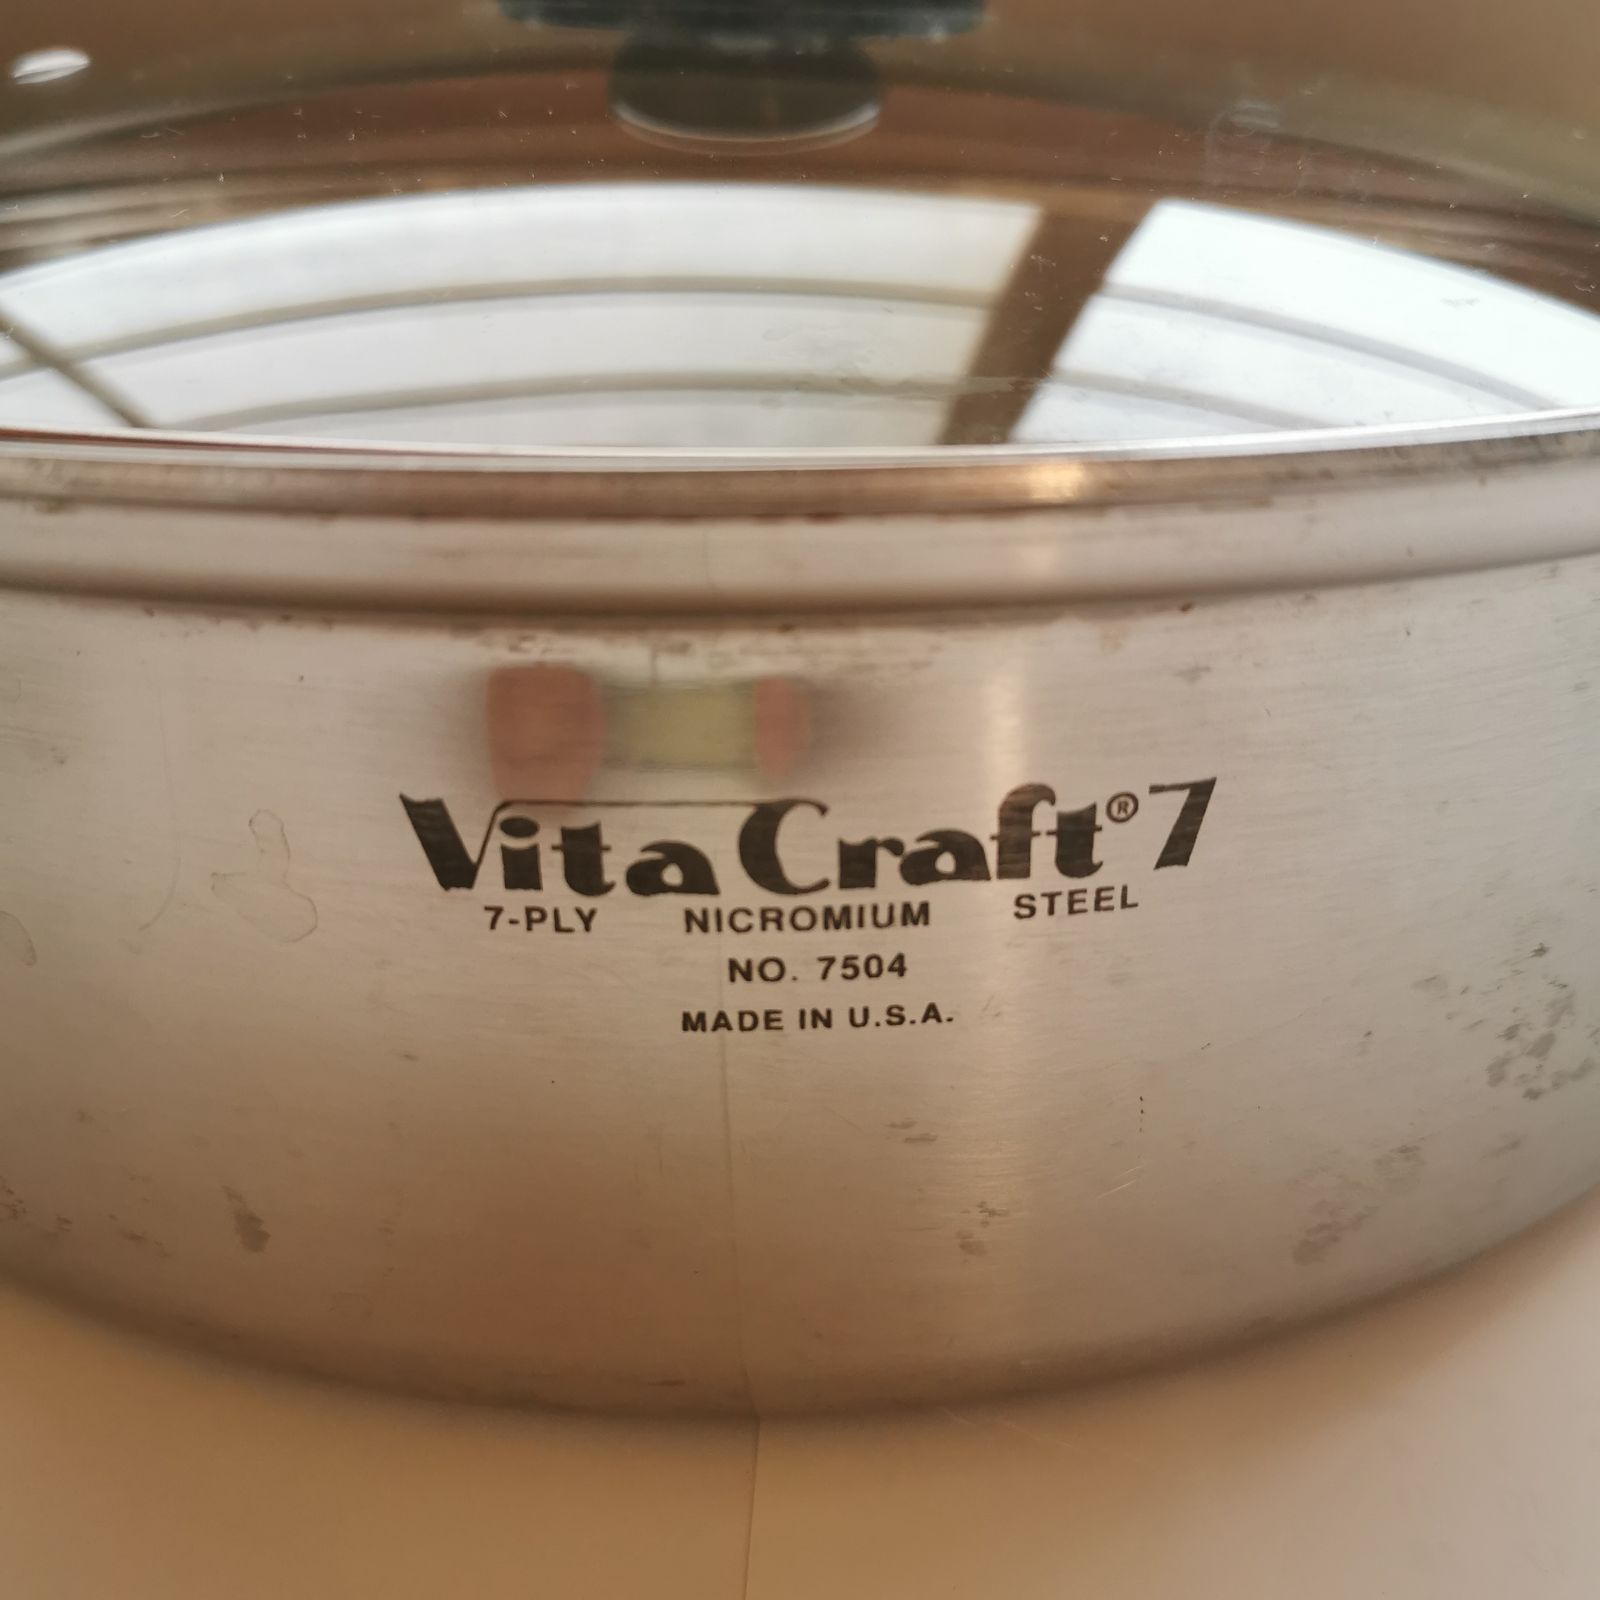 Vita Craft® 7
7-PLY NICROMIUM STEEL
NO. 7504
MADE IN U.S.A.